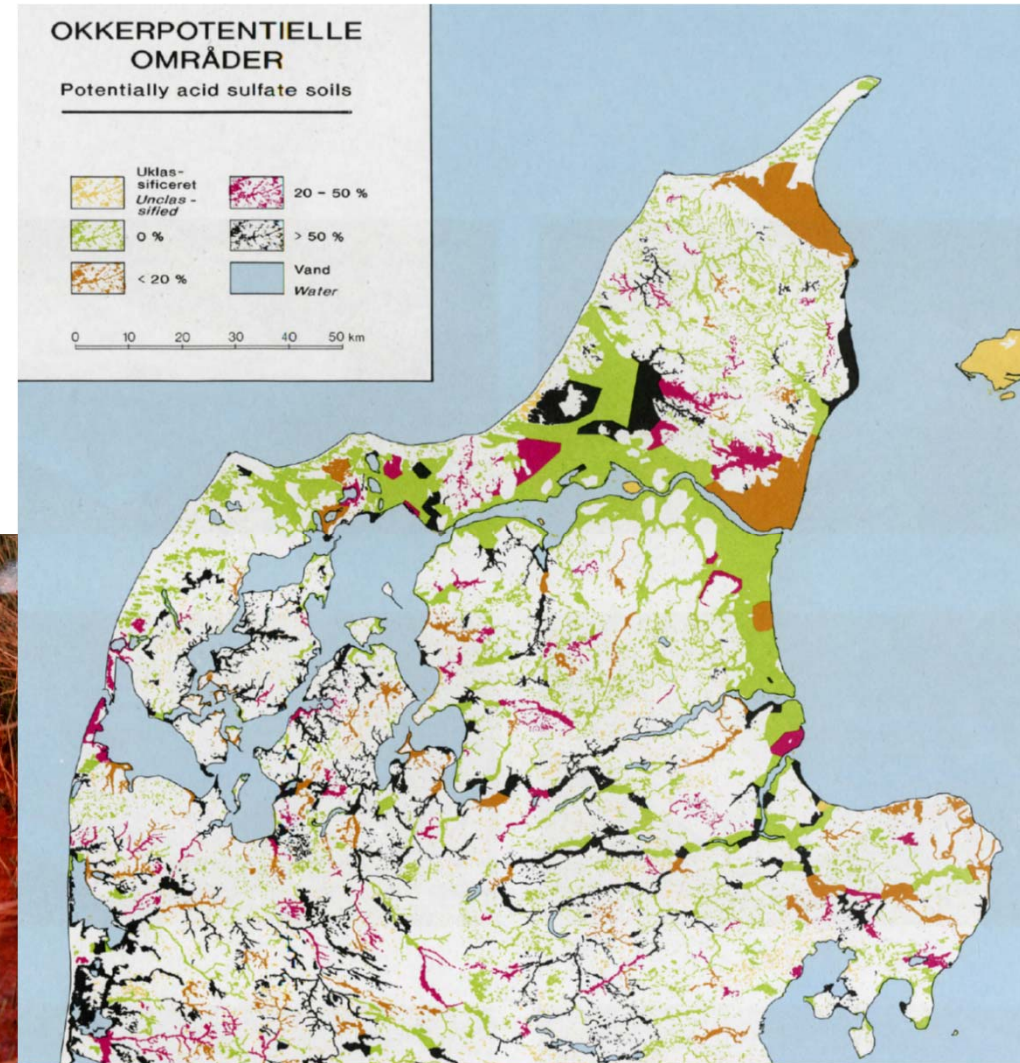 OKKERPOTENTIELLE
OMRÅDER
Potentially acid sulfate soils
Uklas-
sificeret
Unclas-
sified
0 %
< 20 %
20 – 50 %
> 50 %
Vand
Water
0 10 20 30 40 50 km